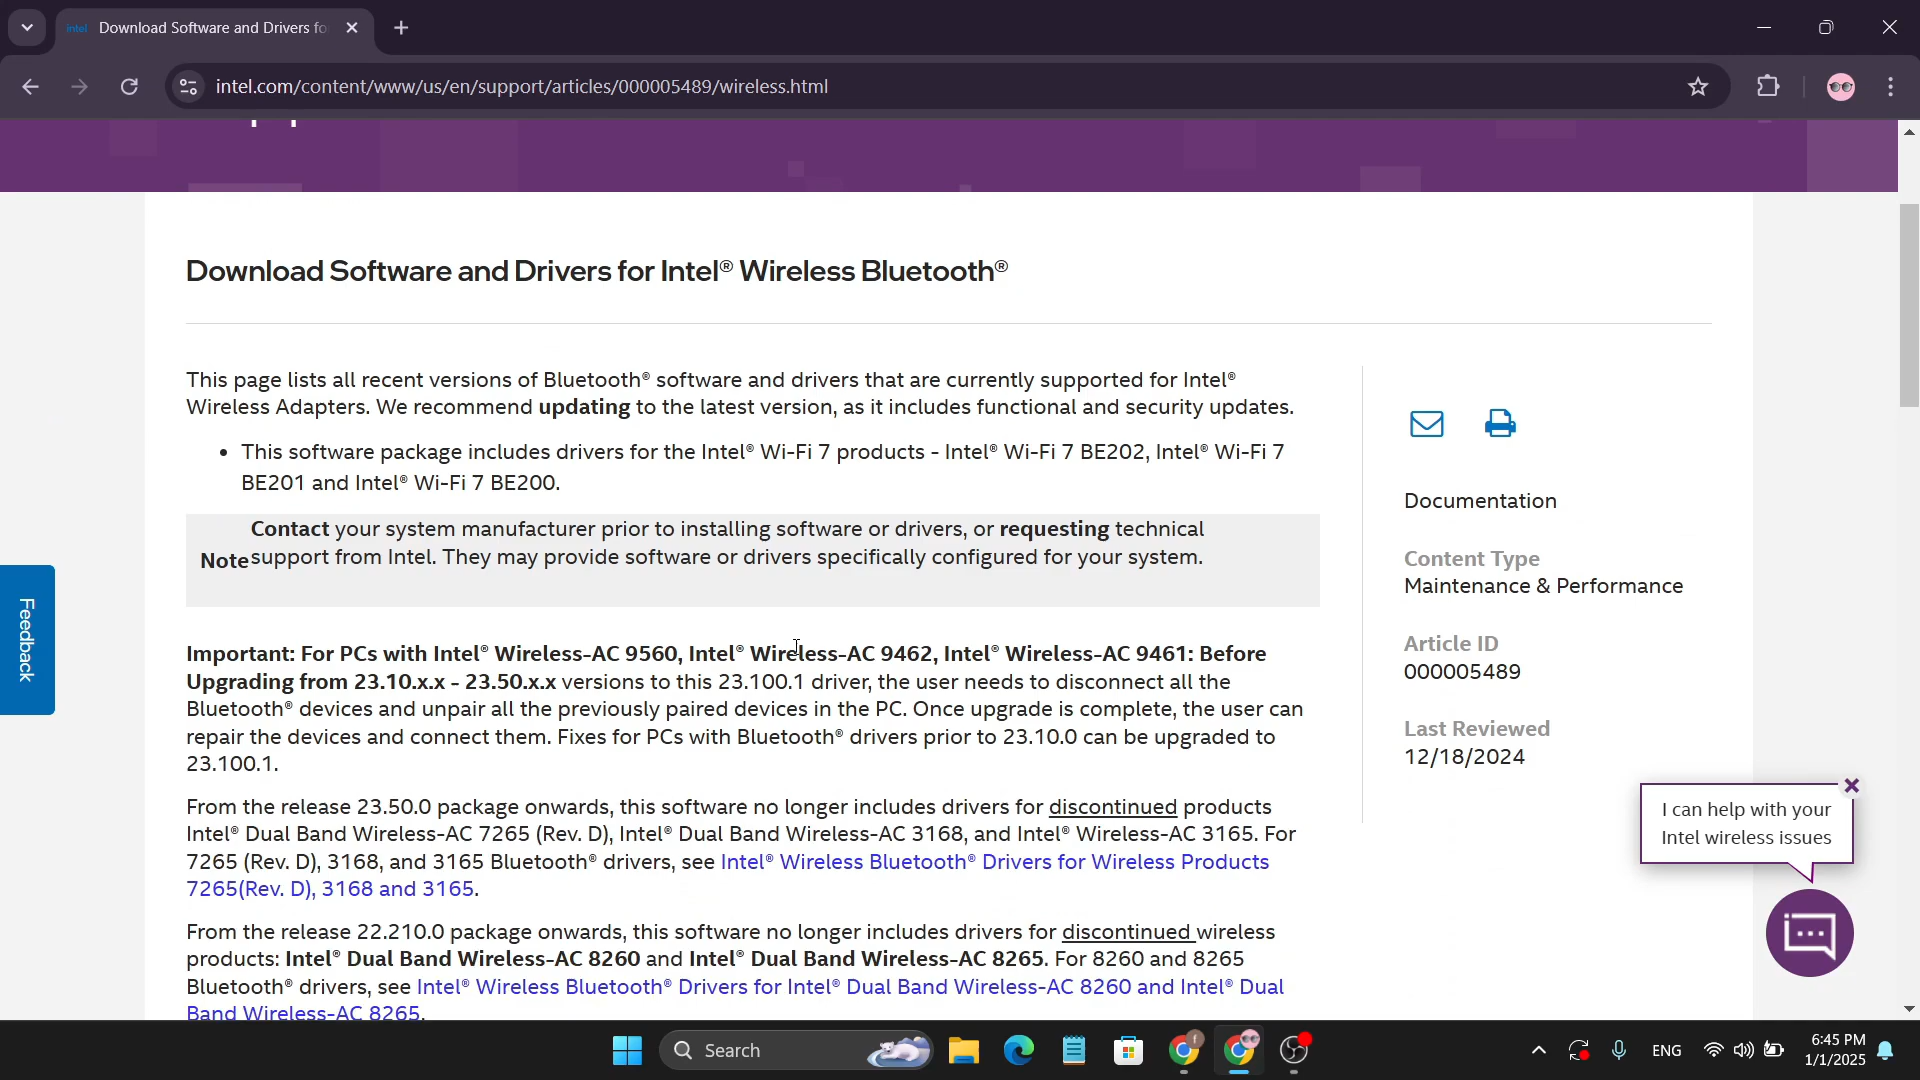 intel
Download Software and Drivers fo
intel.com/content/www/us/en/support/articles/000005489/wireless.html
Download Software and Drivers for Intel® Wireless Bluetooth®
This page lists all recent versions of Bluetooth® software and drivers that are currently supported for Intel®
Wireless Adapters. We recommend updating to the latest version, as it includes functional and security updates.
• This software package includes drivers for the Intel® Wi-Fi 7 products - Intel® Wi-Fi 7 BE202, Intel® Wi-Fi 7
BE201 and Intel® Wi-Fi 7 BE200.
Note
Contact your system manufacturer prior to installing software or drivers, or requesting technical
support from Intel. They may provide software or drivers specifically configured for your system.
Important: For PCs with Intel® Wireless-AC 9560, Intel® Wireless-AC 9462, Intel® Wireless-AC 9461: Before
Upgrading from 23.10.x.x - 23.50.x.x versions to this 23.100.1 driver, the user needs to disconnect all the
Bluetooth® devices and unpair all the previously paired devices in the PC. Once upgrade is complete, the user can
repair the devices and connect them. Fixes for PCs with Bluetooth® drivers prior to 23.10.0 can be upgraded to
23.100.1.
From the release 23.50.0 package onwards, this software no longer includes drivers for discontinued products
Intel® Dual Band Wireless-AC 7265 (Rev. D), Intel® Dual Band Wireless-AC 3168, and Intel® Wireless-AC 3165. For
7265 (Rev. D), 3168, and 3165 Bluetooth® drivers, see Intel® Wireless Bluetooth® Drivers for Wireless Products
7265(Rev. D), 3168 and 3165.
From the release 22.210.0 package onwards, this software no longer includes drivers for discontinued wireless
products: Intel® Dual Band Wireless-AC 8260 and Intel® Dual Band Wireless-AC 8265. For 8260 and 8265
Bluetooth® drivers, see Intel® Wireless Bluetooth® Drivers for Intel® Dual Band Wireless-AC 8260 and Intel® Dual
Band Wireless-AC 8265.
Documentation
Content Type
Maintenance & Performance
Article ID
000005489
Last Reviewed
12/18/2024
I can help with your
Intel wireless issues
Feedback
Search
f
ENG
6:45 PM
1/1/2025